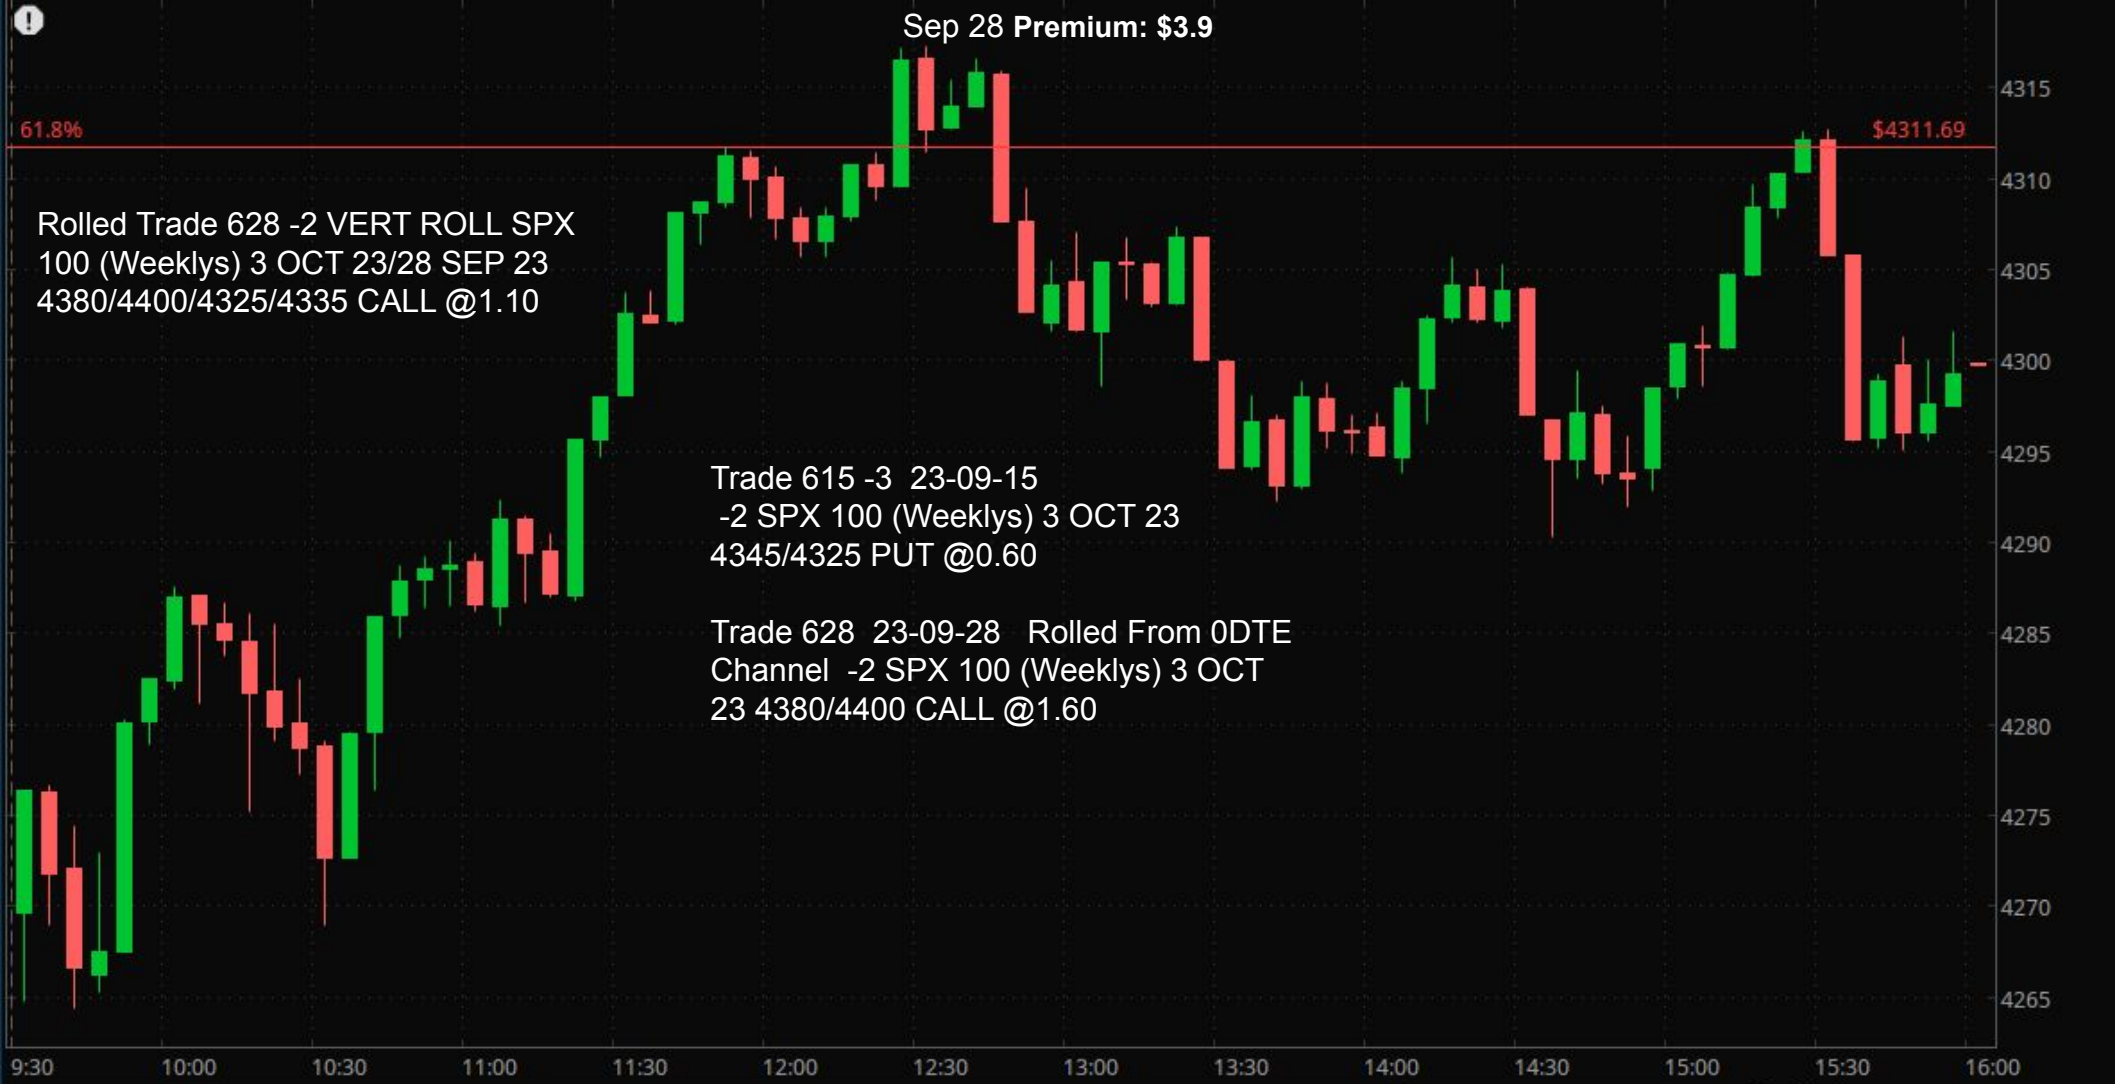 Sep 28 Premium: $3.9
4315
61.8%
$4311.69
4310
Rolled Trade 628 -2 VERT ROLL SPX
100 (Weeklys) 3 OCT 23/28 SEP 23
4380/4400/4325/4335 CALL @1.10
4305
4300
4295
Trade 615 -3  23-09-15
-2 SPX 100 (Weeklys) 3 OCT 23
4345/4325 PUT @0.60
4290
Trade 628  23-09-28   Rolled From 0DTE
Channel  -2 SPX 100 (Weeklys) 3 OCT
23 4380/4400 CALL @1.60
4285
4280
4275
4270
4265
9:30 10:00 10:30 11:00 11:30 12:00 12:30 13:00 13:30 14:00 14:30 15:00 15:30 16:00